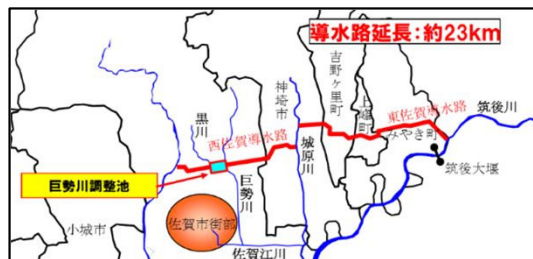 導水路延長：約23km
吉野ヶ里町
上峰町
神埼市
東佐賀導水路
筑後川
黒川
西佐賀導水路
城原川
みやき町
筑後大堰
巨勢川調整池
巨勢川
小城市
佐賀市街部
佐賀江川